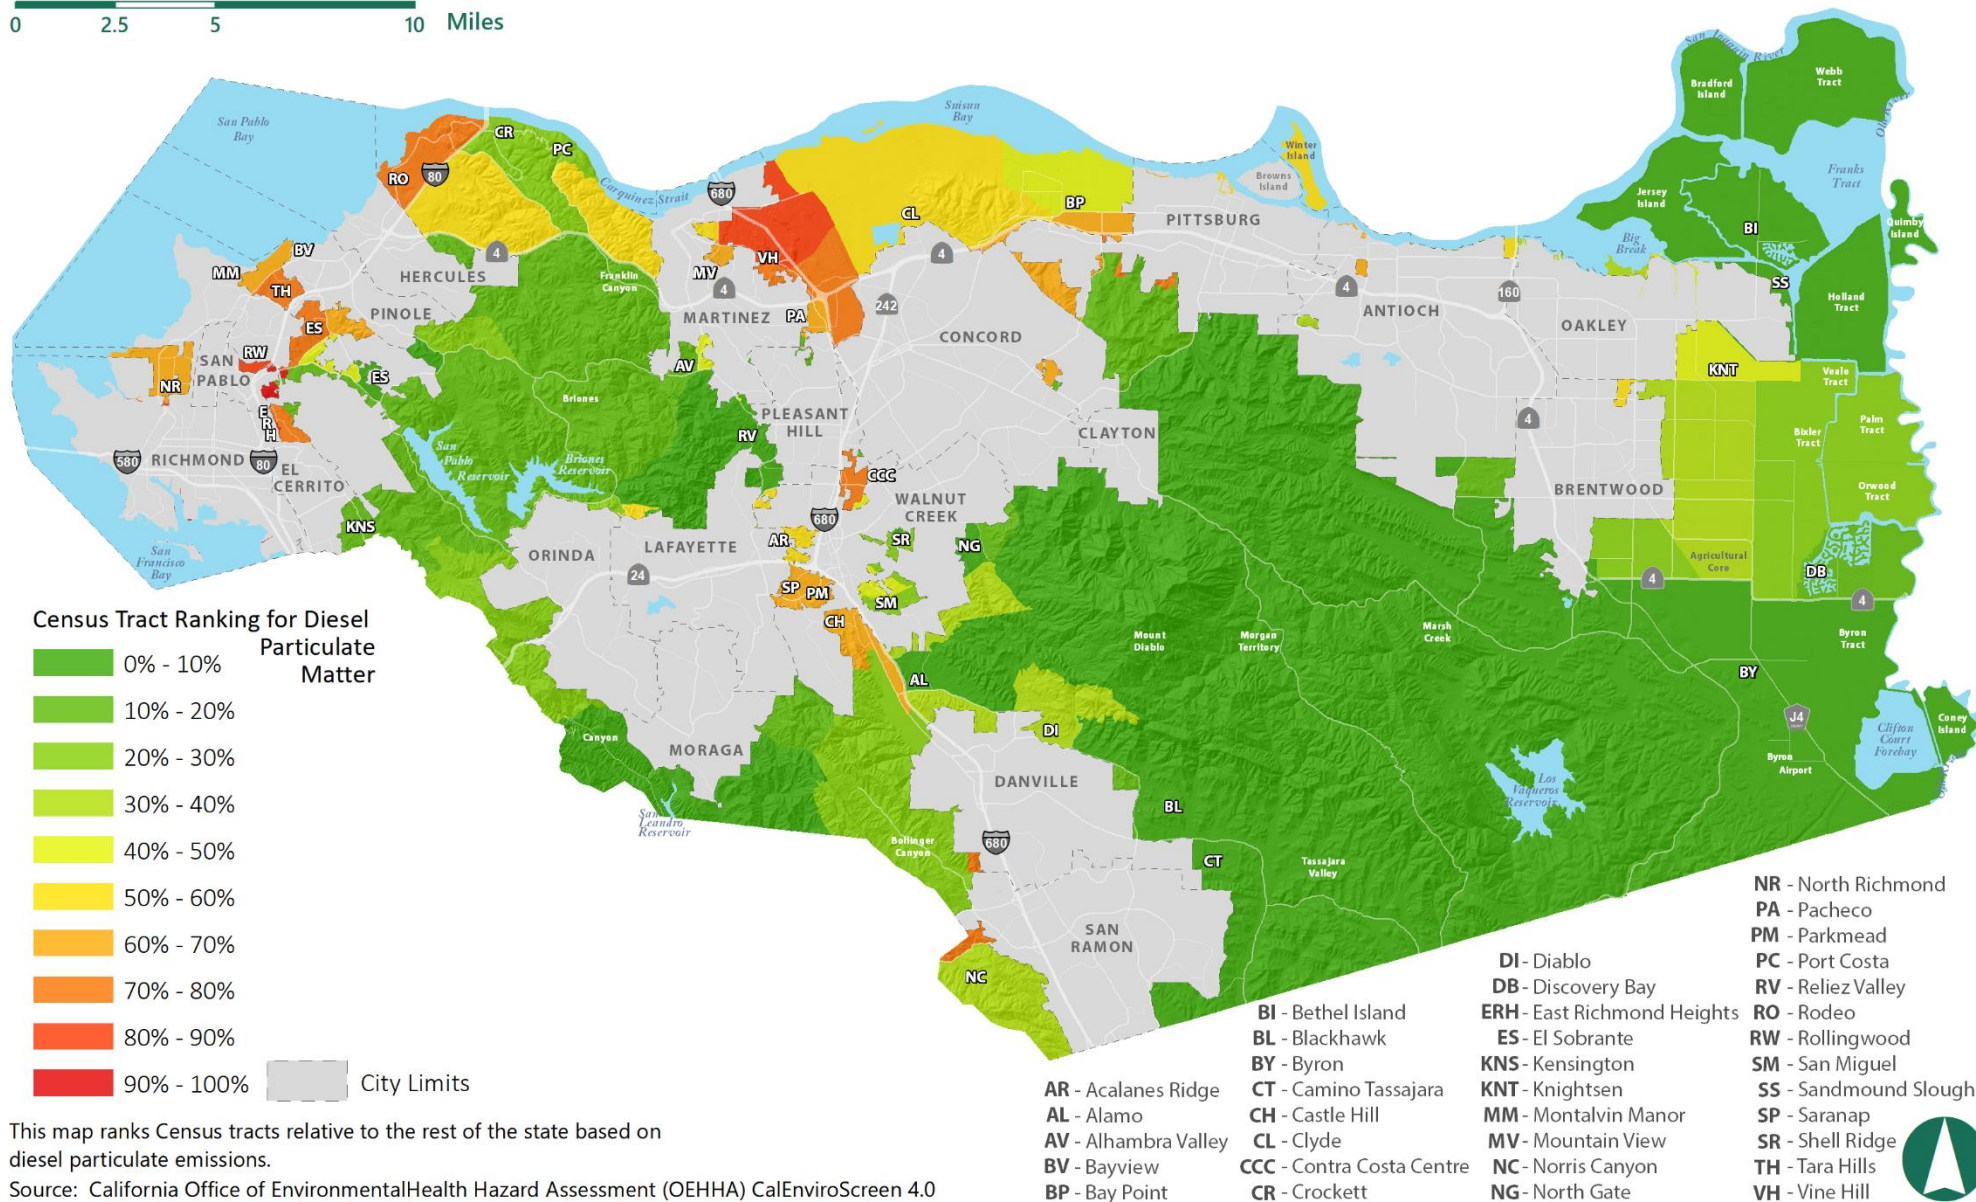 0 2.5 5 10 Miles
San Pablo
Bay
Suisun
Bay
San Joaquin River
Bradford
Island
Webb
Tract
Franks
Tract
Winter
Island
Browns
Island
Jersey
Island
Quimby
Island
BI
Big
Break
SS
Holland
Tract
CR
PC
RO
80
Carquinez Strait
680
CL
BP
PITTSBURG
4
HERCULES
Franklin
Canyon
MV
VH
4
4
242
4
ANTIOCH
160
OAKLEY
BV
MM
TH
ES
PINOLE
MARTINEZ
PA
CONCORD
RW
SAN
PABLO
NR
ES
AV
KNT
Veale
Tract
Briones
E
R
H
PLEASANT
HILL
RV
CLAYTON
4
Bixler
Tract
Palm
Tract
580
RICHMOND
80
EL
CERRITO
San
Pablo
Reservoir
Briones
Reservoir
CCC
WALNUT
CREEK
BRENTWOOD
Orwood
Tract
KNS
680
San
Francisco
Bay
ORINDA
LAFAYETTE
AR
SR
NG
24
Agricultural
Core
DB
4
4
SP
PM
SM
CH
Mount
Diablo
Morgan
Territory
Marsh
Creek
Byron
Tract
BY
AL
J4
Clifton
Court
Forebay
Coney
Island
Canyon
MORAGA
DI
DANVILLE
Byron
Airport
Los
Vaqueros
Reservoir
San
Leandro
Reservoir
BL
Bollinger
Canyon
680
CT
Tassajara
Valley
SAN
RAMON
NC
Census Tract Ranking for Diesel
Particulate
Matter
0% - 10%
10% - 20%
20% - 30%
30% - 40%
40% - 50%
50% - 60%
60% - 70%
70% - 80%
80% - 90%
90% - 100%
City Limits
This map ranks Census tracts relative to the rest of the state based on
diesel particulate emissions.
Source: California Office of EnvironmentalHealth Hazard Assessment (OEHHA) CalEnviroScreen 4.0
AR - Acalanes Ridge
AL - Alamo
AV - Alhambra Valley
BV - Bayview
BP - Bay Point
BI - Bethel Island
BL - Blackhawk
BY - Byron
CT - Camino Tassajara
CH - Castle Hill
CL - Clyde
CCC - Contra Costa Centre
CR - Crockett
DI - Diablo
DB - Discovery Bay
ERH - East Richmond Heights
ES - El Sobrante
KNS - Kensington
KNT - Knightsen
MM - Montalvin Manor
MV - Mountain View
NC - Norris Canyon
NG - North Gate
NR - North Richmond
PA - Pacheco
PM - Parkmead
PC - Port Costa
RV - Reliez Valley
RO - Rodeo
RW - Rollingwood
SM - San Miguel
SS - Sandmound Slough
SP - Saranap
SR - Shell Ridge
TH - Tara Hills
VH - Vine Hill